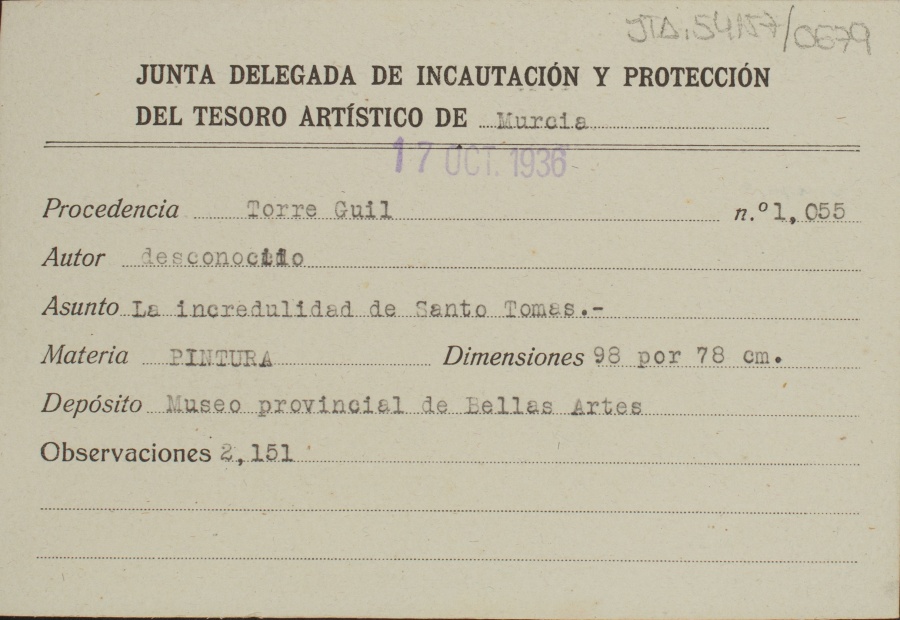 JTA.54157/0679
JUNTA DELEGADA DE INCAUTACIÓN Y PROTECCIÓN
DEL TESORO ARTÍSTICO DE Murcia
17 OCT. 1936
Procedencia Torre Guil n.º 1,055
Autor desconocido
Asunto La incredulidad de Santo Tomas.-
Materia PINTURA Dimensiones 98 por 78 cm.
Depósito Museo provincial de Bellas Artes
Observaciones 2,151